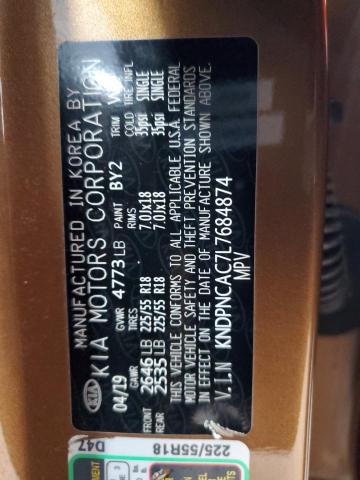 MANUFACTURED IN KOREA BY
KIA KIA MOTORS CORPORATION
04/19 GVWR 4773 LB PAINT BY2 TRIM
GAWR TIRES RIMS COLD TIRE INFL
FRONT 2646 LB 225/55 R18 7.0Jx18 35psi SINGLE
REAR 2535 LB 225/55 R18 7.0Jx18 35psi SINGLE
THIS VEHICLE CONFORMS TO ALL APPLICABLE U.S.A. FEDERAL
MOTOR VEHICLE SAFETY AND THEFT PREVENTION STANDARDS
IN EFFECT ON THE DATE OF MANUFACTURE SHOWN ABOVE.
V.I.N KNDPNCAC7L7684874
MPV
225/55R18
D47